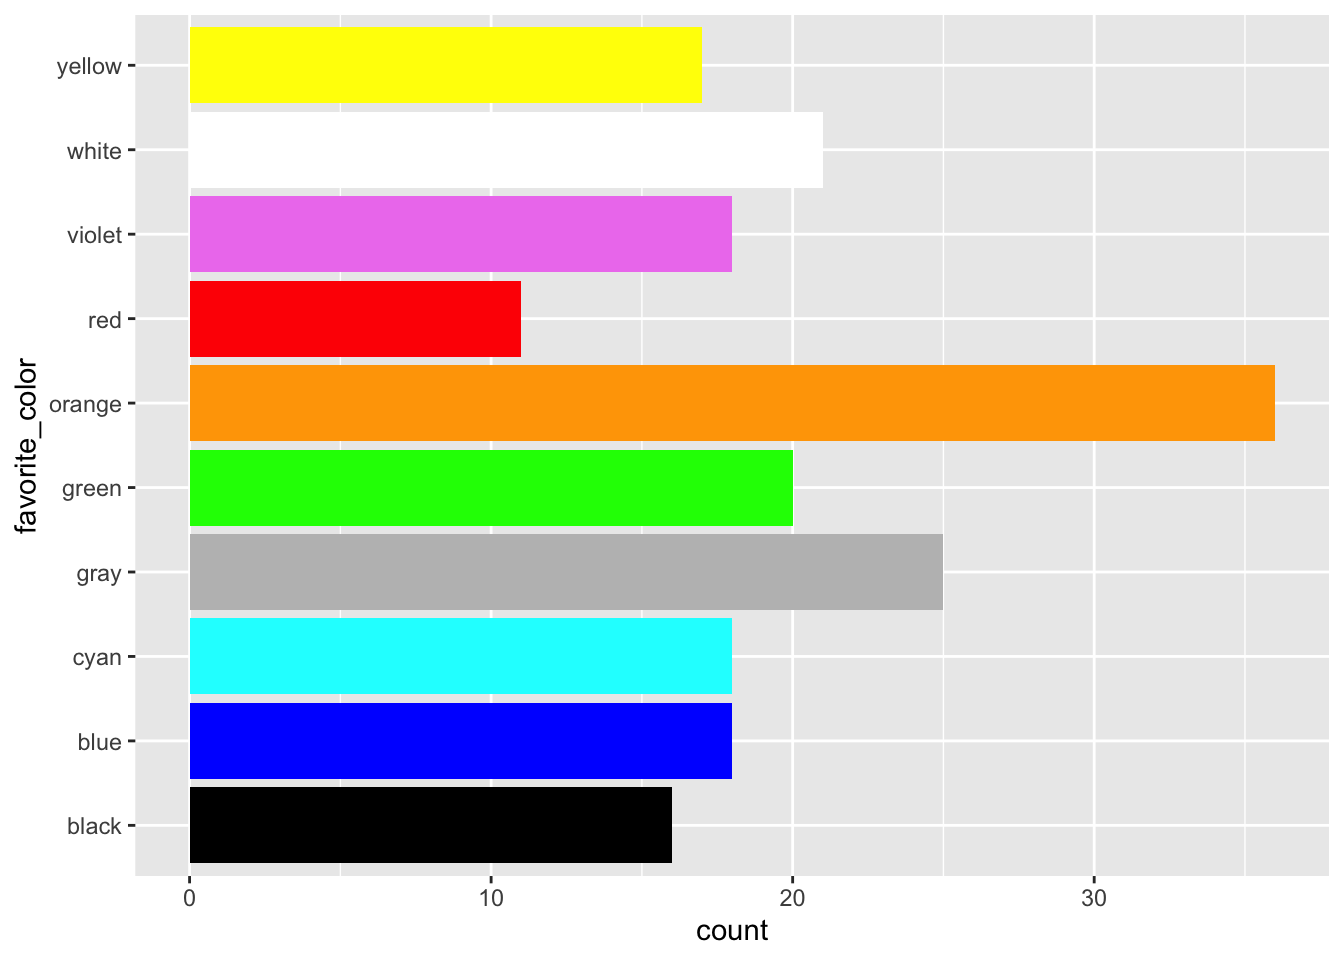 yellow
white
violet
red
orange
green
gray
cyan
blue
black
favorite_color
0 10 20 30
count